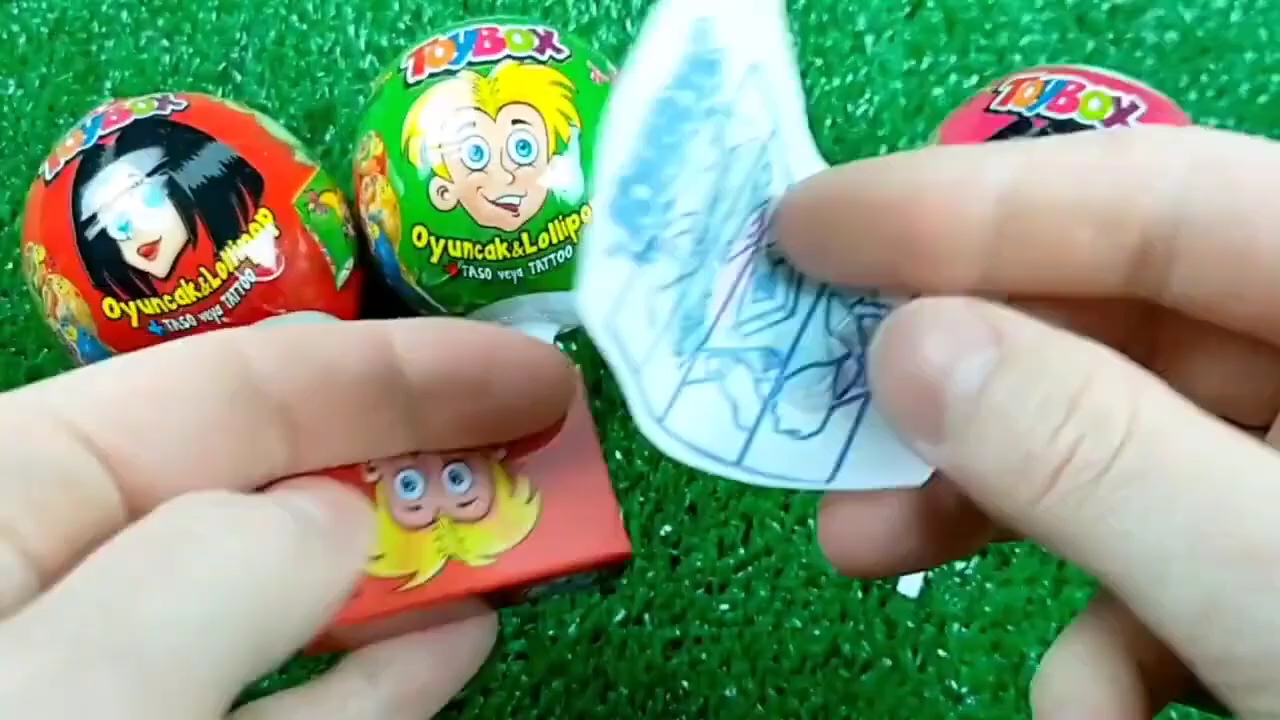 TOYBOX
Oyuncak&Lollipop
+ TASO veya TATTOO
TOYBOX
Oyuncak&Lollipo
+ TASO veya TATTOO
TOYBOX